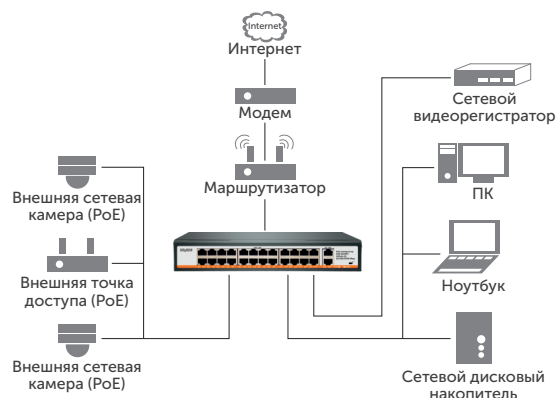 Internet
Интернет
Модем
Маршрутизатор
Внешняя сетевая
камера (PoE)
Внешняя точка
доступа (PoE)
Внешняя сетевая
камера (PoE)
Сетевой
видеорегистратор
ПК
Ноутбук
Сетевой дисковый
накопитель